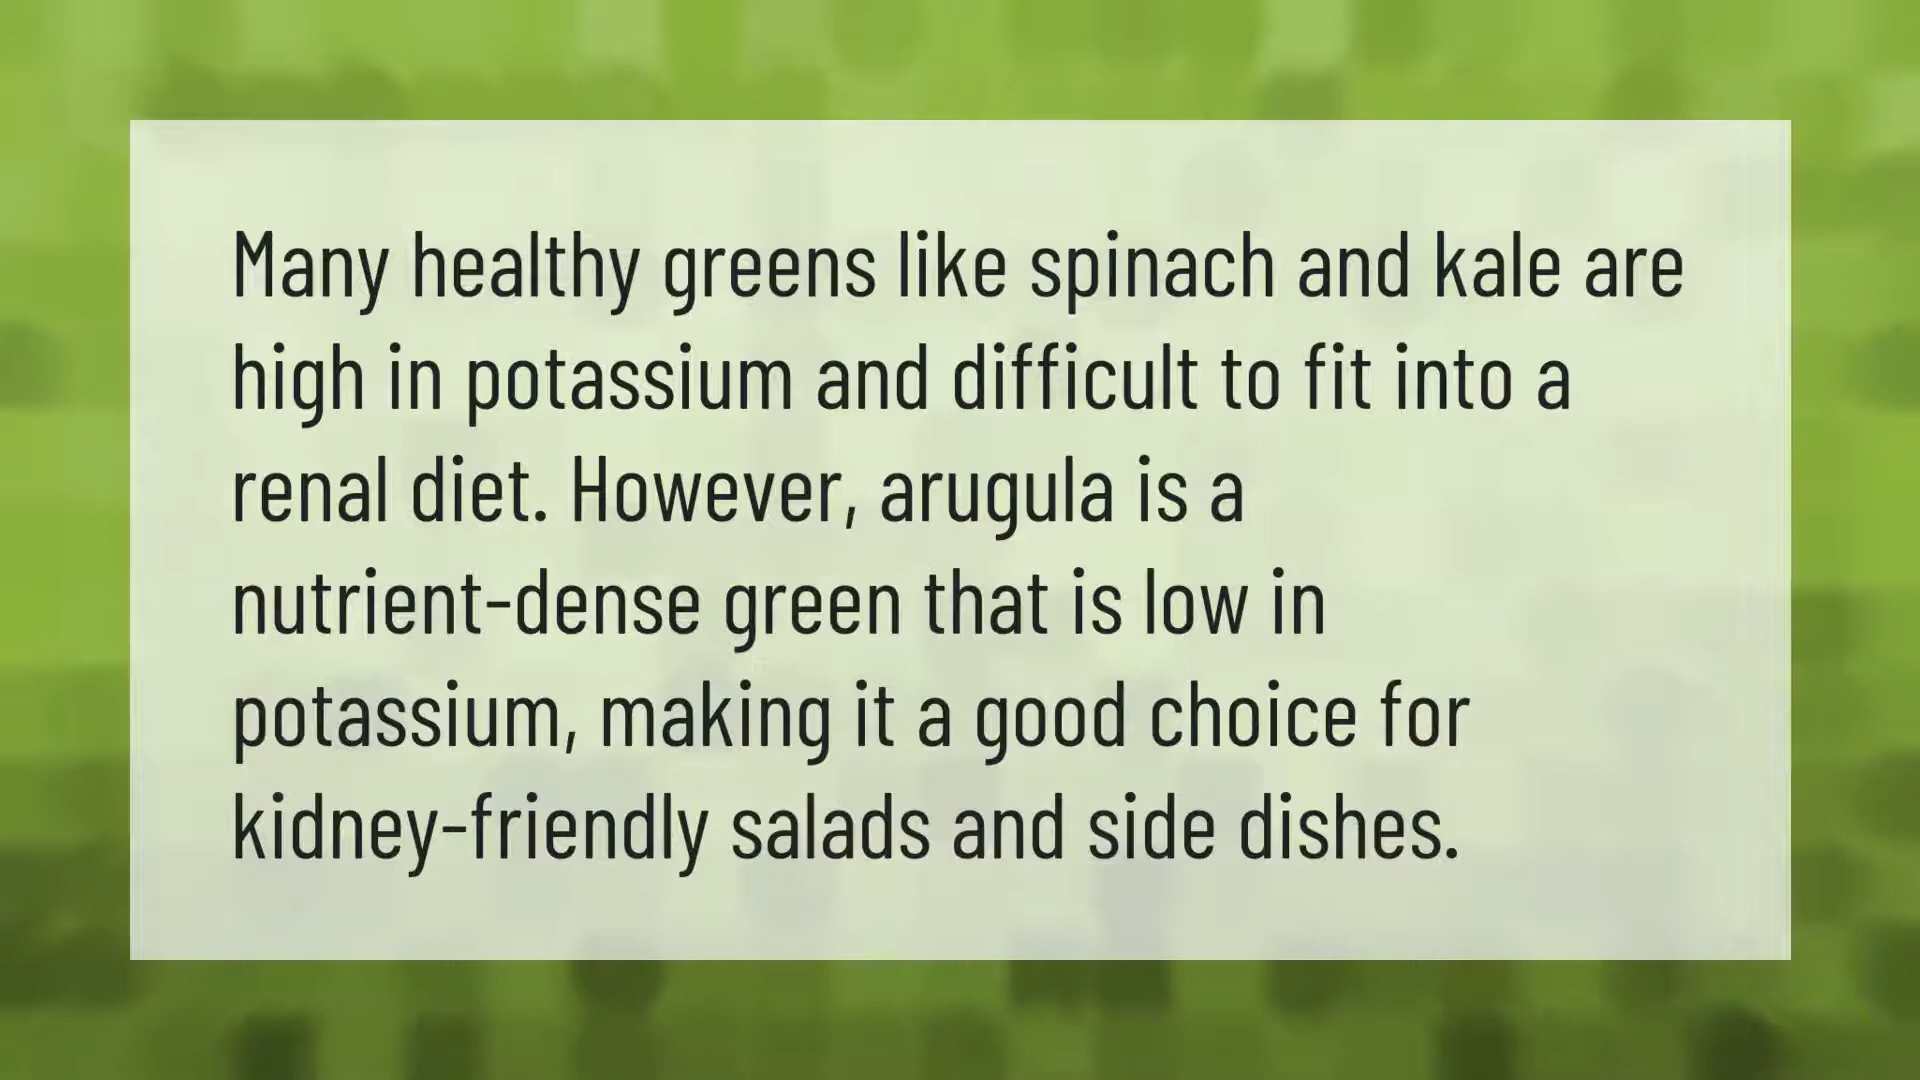 Many healthy greens like spinach and kale are
high in potassium and difficult to fit into a
renal diet. However, arugula is a
nutrient-dense green that is low in
potassium, making it a good choice for
kidney-friendly salads and side dishes.